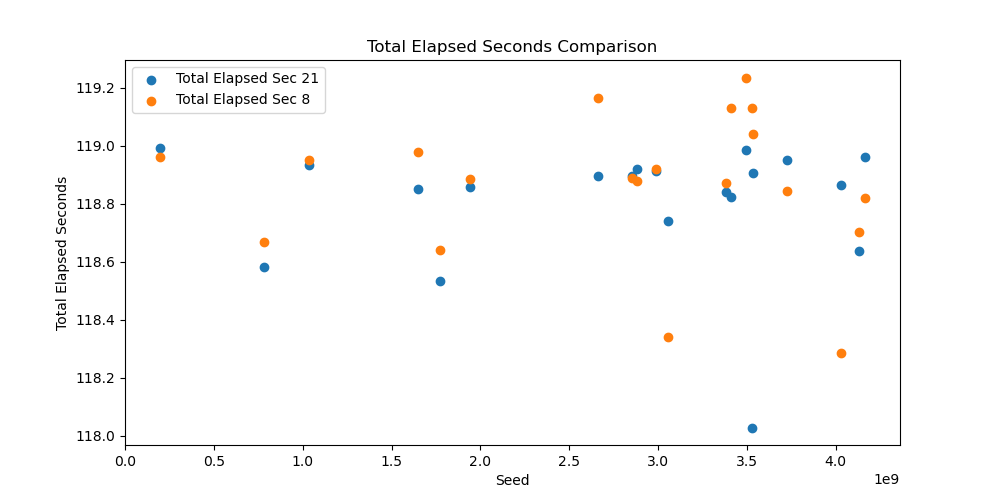 Total Elapsed Seconds Comparison
Total Elapsed Sec 21
Total Elapsed Sec 8
Total Elapsed Seconds
119.2
119.0
118.8
118.6
118.4
118.2
118.0
0.0 0.5 1.0 1.5 2.0 2.5 3.0 3.5 4.0
1e9
Seed